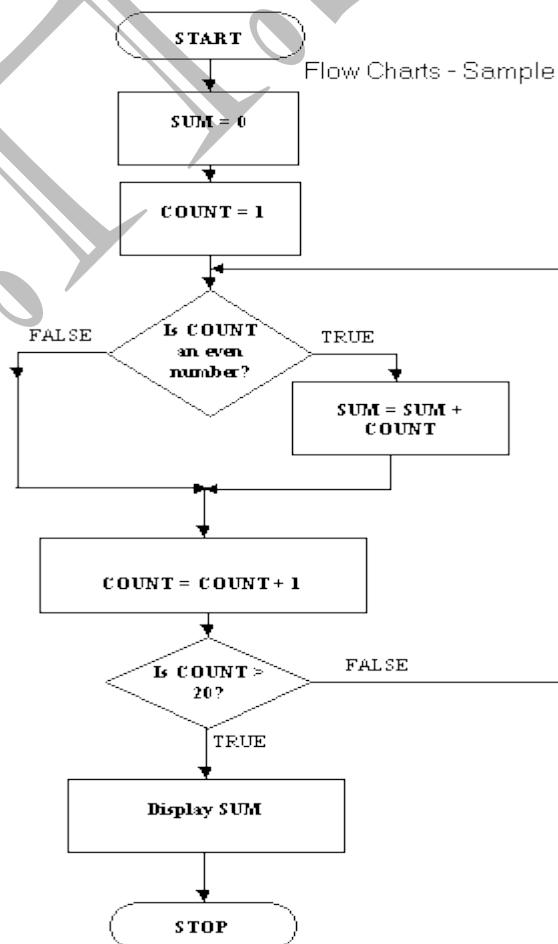 START
Flow Charts - Sample
SUM = 0
COUNT = 1
Is COUNT
an even
number?
FALSE
TRUE
SUM = SUM +
COUNT
COUNT = COUNT + 1
Is COUNT >
20?
FALSE
TRUE
Display SUM
STOP